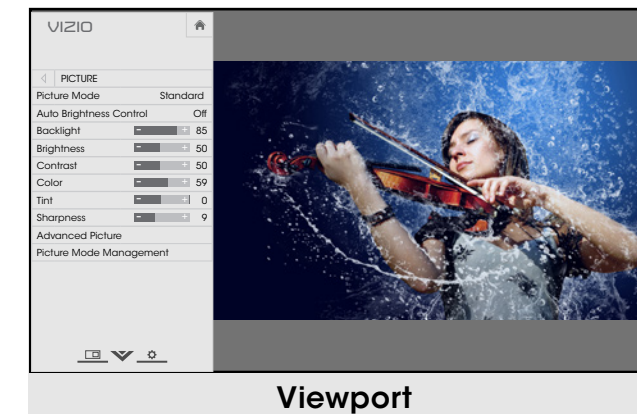 VIZIO
PICTURE
Picture Mode Standard
Auto Brightness Control Off
Backlight - + 85
Brightness - + 50
Contrast - + 50
Color - + 59
Tint - + 0
Sharpness - + 9
Advanced Picture
Picture Mode Management
Viewport